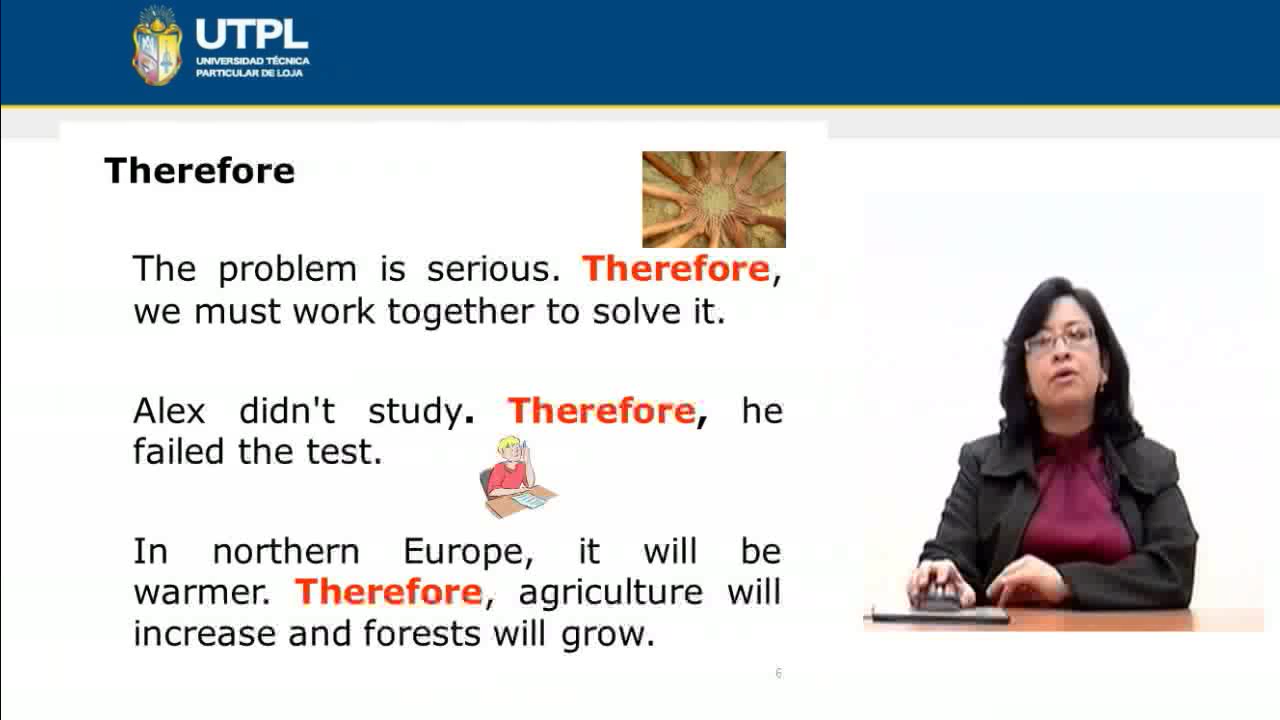 UTPL
UNIVERSIDAD TÉCNICA
PARTICULAR DE LOJA
Therefore
The problem is serious. Therefore,
we must work together to solve it.
Alex didn't study. Therefore, he
failed the test.
In northern Europe, it will be
warmer. Therefore, agriculture will
increase and forests will grow.
6